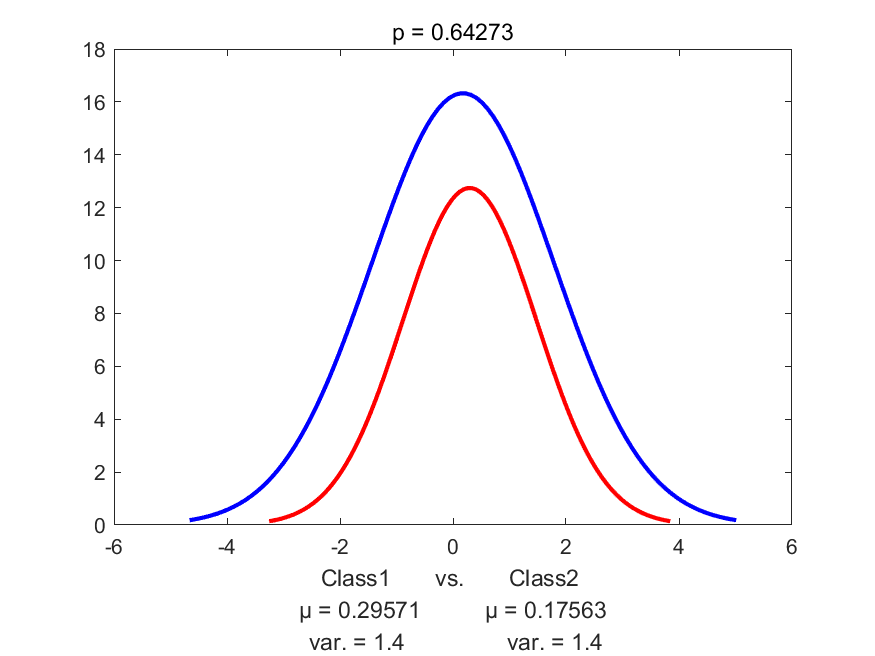 p = 0.64273
18
16
14
12
10
8
6
4
2
0
-6 -4 -2 0 2 4 6
Class1 vs. Class2
μ = 0.29571 μ = 0.17563
var. = 1.4 var. = 1.4